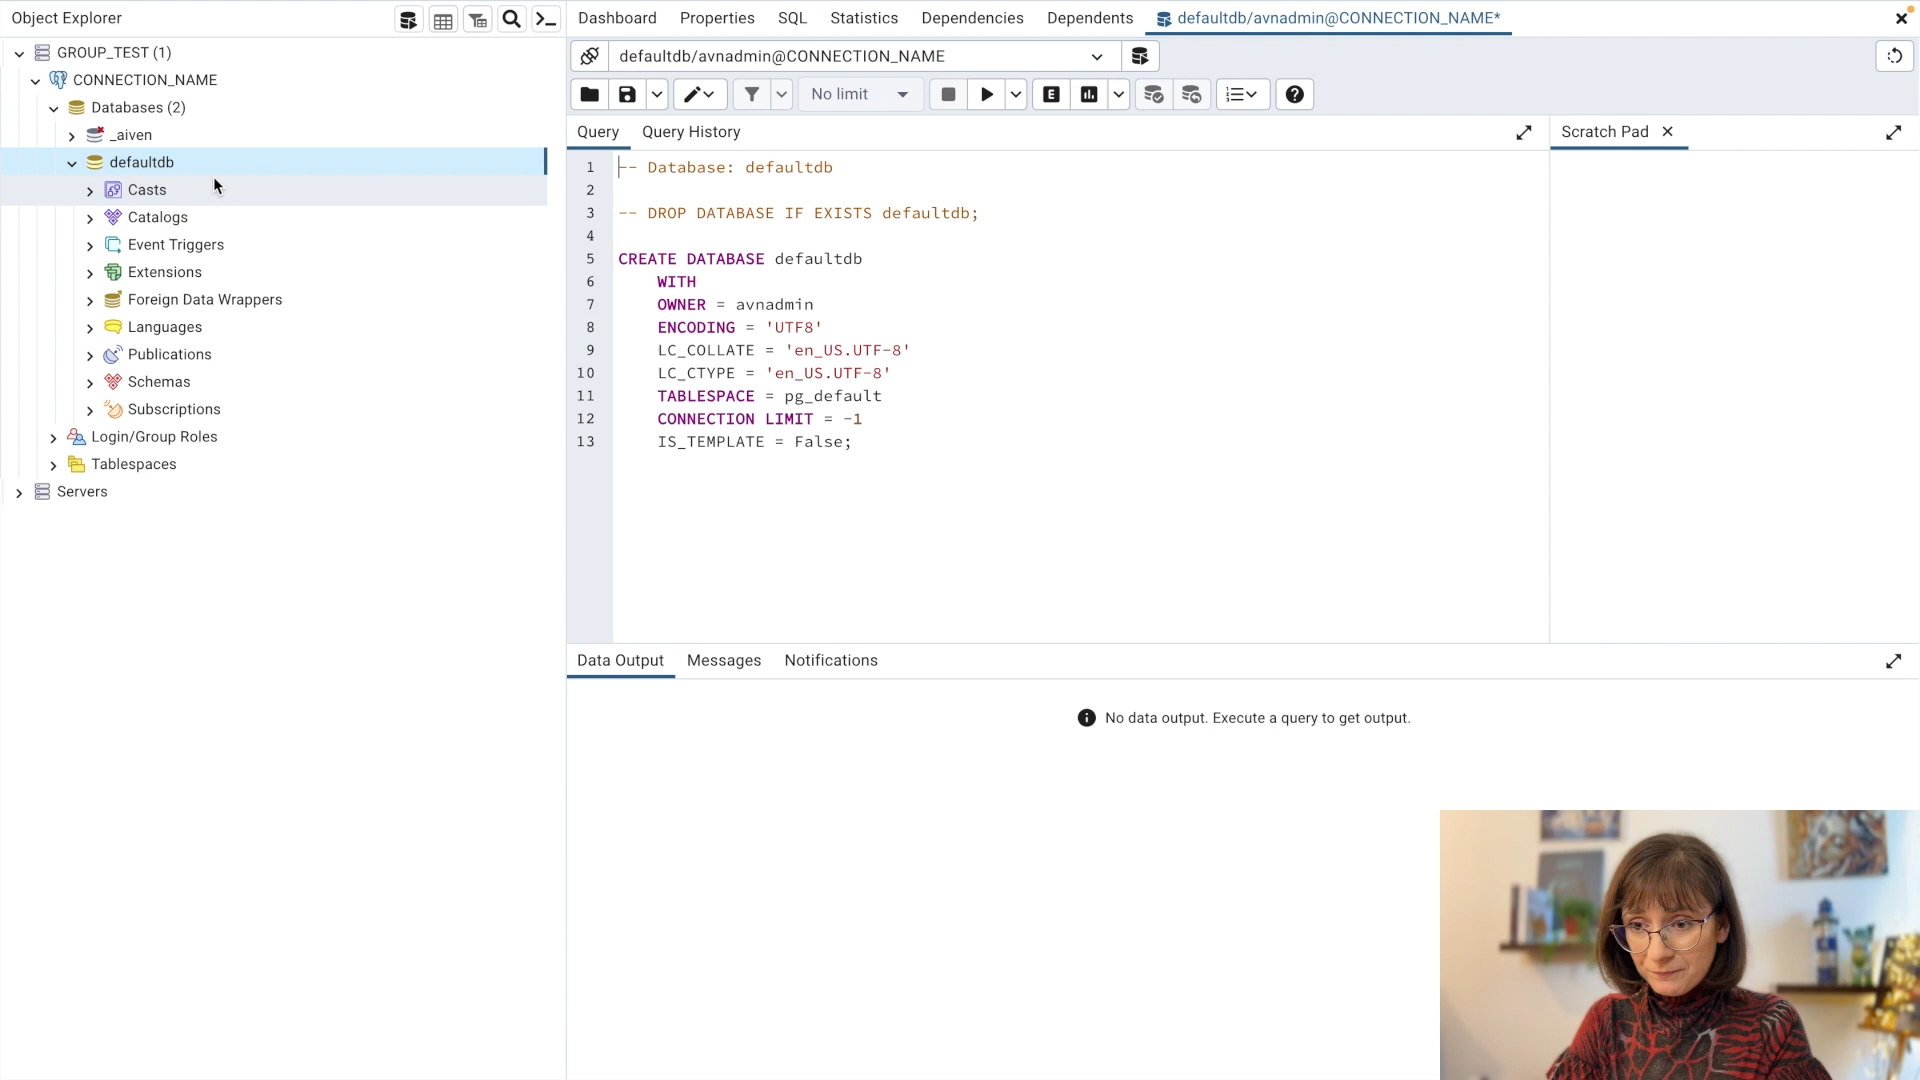 Object Explorer
GROUP_TEST (1)
CONNECTION_NAME
Databases (2)
_aiven
defaultdb
Casts
Catalogs
Event Triggers
Extensions
Foreign Data Wrappers
Languages
Publications
Schemas
Subscriptions
Login/Group Roles
Tablespaces
Servers
Dashboard Properties SQL Statistics Dependencies Dependents defaultdb/avnadmin@CONNECTION_NAME*
defaultdb/avnadmin@CONNECTION_NAME
No limit E
Query Query History
1 -- Database: defaultdb
2
3 -- DROP DATABASE IF EXISTS defaultdb;
4
5 CREATE DATABASE defaultdb
6 WITH
7 OWNER = avnadmin
8 ENCODING = 'UTF8'
9 LC_COLLATE = 'en_US.UTF-8'
10 LC_CTYPE = 'en_US.UTF-8'
11 TABLESPACE = pg_default
12 CONNECTION LIMIT = -1
13 IS_TEMPLATE = False;
Scratch Pad
Data Output Messages Notifications
No data output. Execute a query to get output.